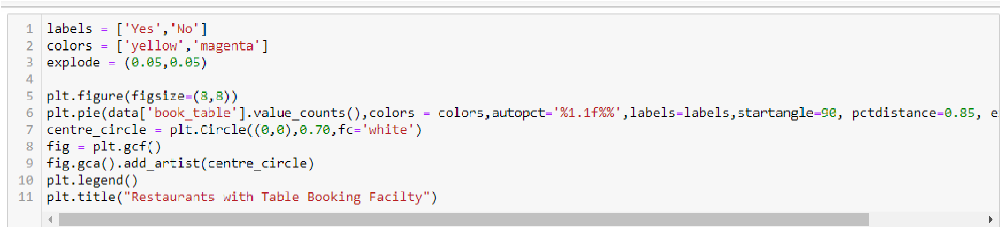 1 labels = ['Yes','No']
2 colors = ['yellow','magenta']
3 explode = (0.05,0.05)
4
5 plt.figure(figsize=(8,8))
6 plt.pie(data['book_table'].value_counts(),colors = colors,autopct='%1.1f%%',labels=labels,startangle=90, pctdistance=0.85, e
7 centre_circle = plt.Circle((0,0),0.70,fc='white')
8 fig = plt.gcf()
9 fig.gca().add_artist(centre_circle)
10 plt.legend()
11 plt.title("Restaurants with Table Booking Facilty")